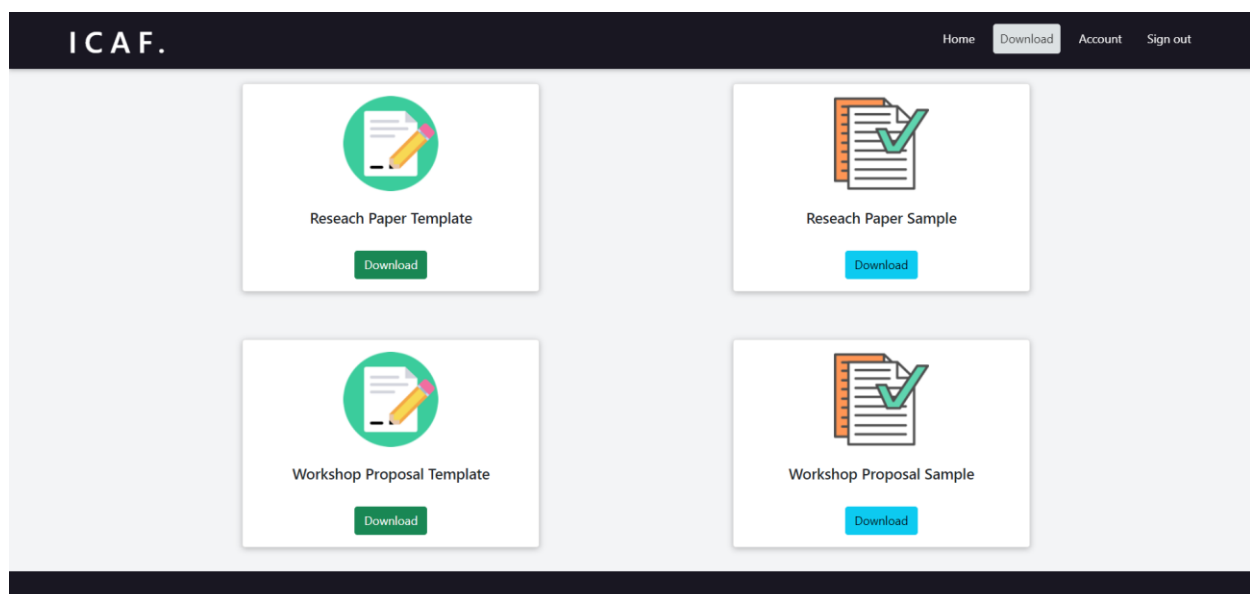 ICAF.
Home Download Account Sign out
Reseach Paper Template
Reseach Paper Sample
Download
Download
Workshop Proposal Template
Workshop Proposal Sample
Download
Download